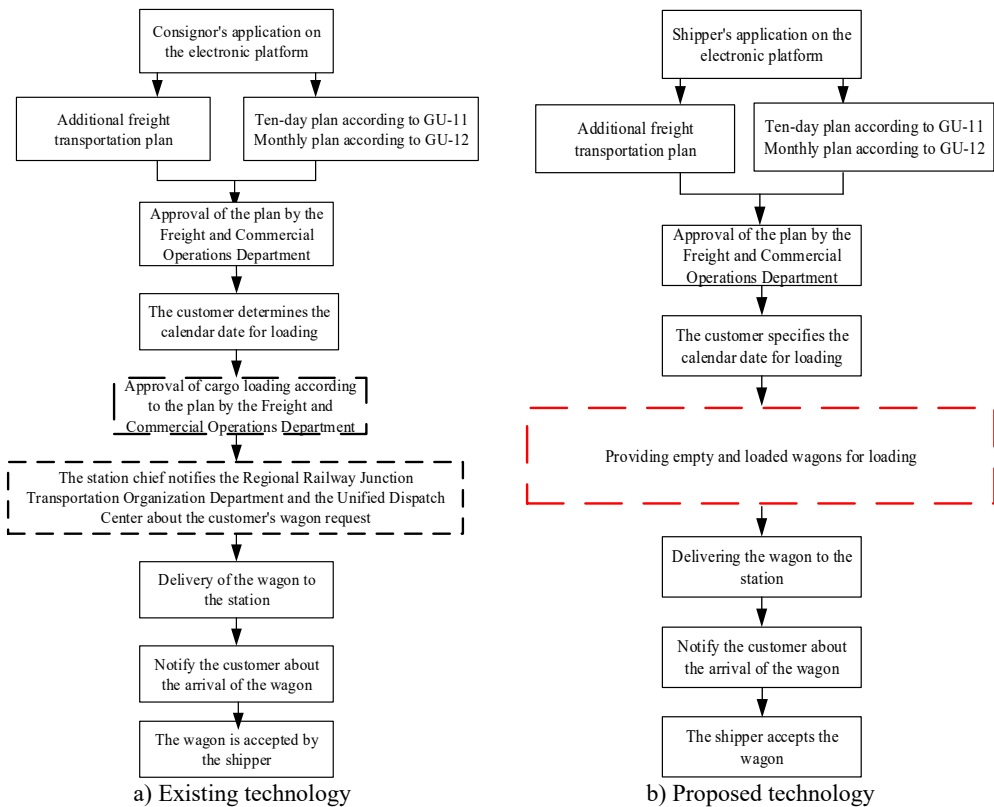 Consignor's application on
the electronic platform
Additional freight
transportation plan
Ten-day plan according to GU-11
Monthly plan according to GU-12
Approval of the plan by the
Freight and Commercial
Operations Department
The customer determines the
calendar date for loading
Approval of cargo loading according
to the plan by the Freight and
Commercial Operations Department
The station chief notifies the Regional Railway Junction
Transportation Organization Department and the Unified Dispatch
Center about the customer's wagon request
Delivery of the wagon to
the station
Notify the customer about
the arrival of the wagon
The wagon is accepted by
the shipper
a) Existing technology
Shipper's application on the
electronic platform
Additional freight
transportation plan
Ten-day plan according to GU-11
Monthly plan according to GU-12
Approval of the plan by the
Freight and Commercial
Operations Department
The customer specifies the
calendar date for loading
Providing empty and loaded wagons for loading
Delivering the wagon to the
station
Notify the customer about
the arrival of the wagon
The shipper accepts the
wagon
b) Proposed technology